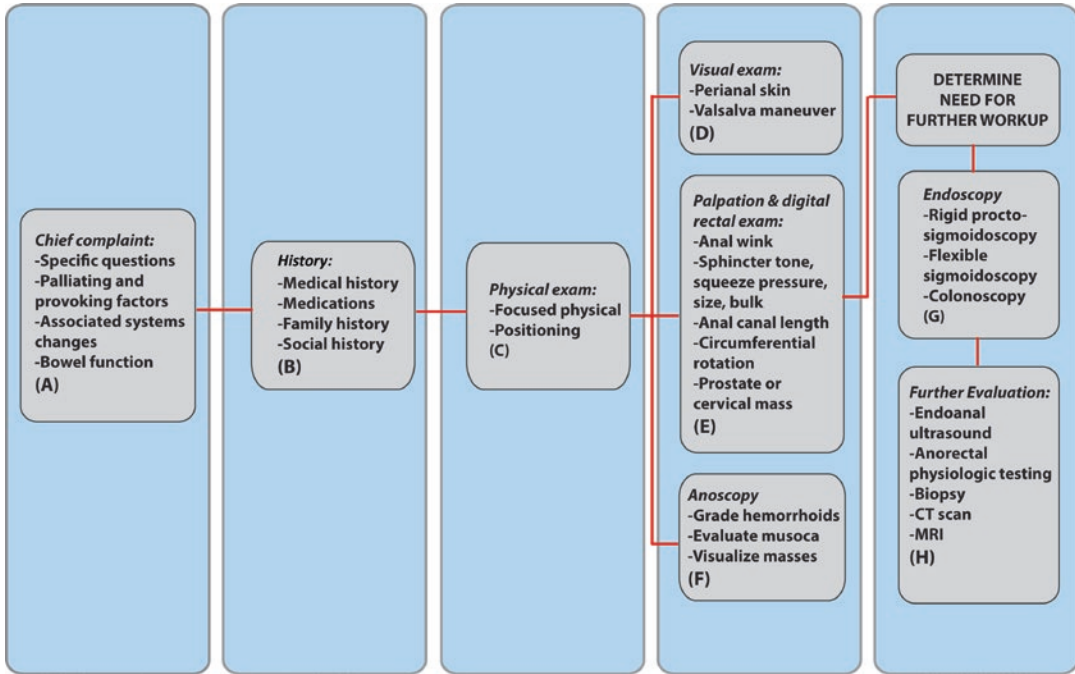 Chief complaint:
-Specific questions
-Palliating and
provoking factors
-Associated systems
changes
-Bowel function
(A)
History:
-Medical history
-Medications
-Family history
-Social history
(B)
Physical exam:
-Focused physical
-Positioning
(C)
Visual exam:
-Perianal skin
-Valsalva maneuver
(D)
Palpation & digital
rectal exam:
-Anal wink
-Sphincter tone,
squeeze pressure,
size, bulk
-Anal canal length
-Circumferential
rotation
-Prostate or
cervical mass
(E)
Anoscopy
-Grade hemorrhoids
-Evaluate musoca
-Visualize masses
(F)
DETERMINE
NEED FOR
FURTHER WORKUP
Endoscopy
-Rigid procto-
sigmoidoscopy
-Flexible
sigmoidoscopy
-Colonoscopy
(G)
Further Evaluation:
-Endoanal
ultrasound
-Anorectal
physiologic testing
-Biopsy
-CT scan
-MRI
(H)